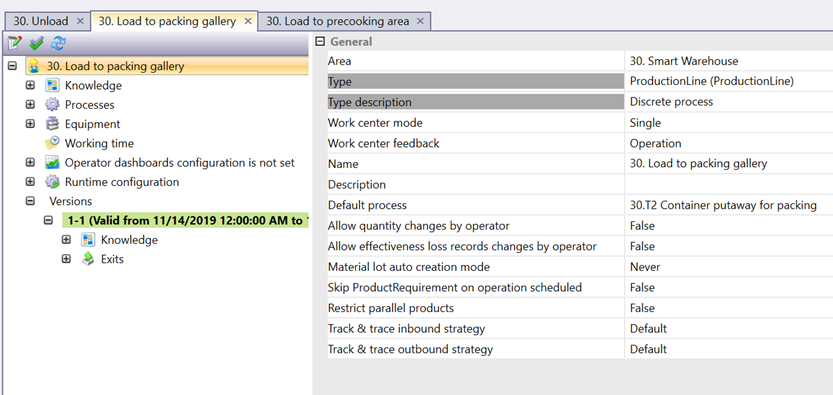 30. Unload
30. Load to packing gallery
30. Load to precooking area
30. Load to packing gallery
Knowledge
Processes
Equipment
Working time
Operator dashboards configuration is not set
Runtime configuration
Versions
1-1 (Valid from 11/14/2019 12:00:00 AM to
Knowledge
Exits
General
Area 30. Smart Warehouse
Type ProductionLine (ProductionLine)
Type description Discrete process
Work center mode Single
Work center feedback Operation
Name 30. Load to packing gallery
Description
Default process 30.T2 Container putaway for packing
Allow quantity changes by operator False
Allow effectiveness loss records changes by operator False
Material lot auto creation mode Never
Skip ProductRequirement on operation scheduled False
Restrict parallel products False
Track & trace inbound strategy Default
Track & trace outbound strategy Default